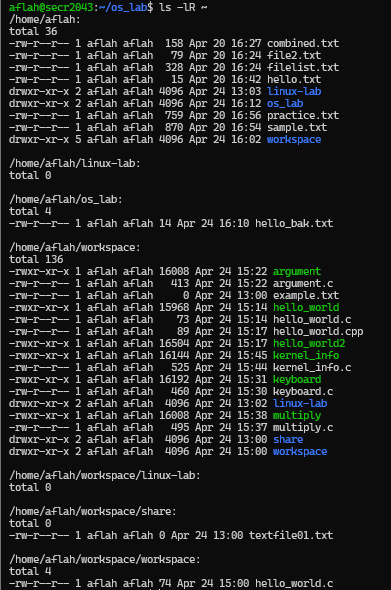 aflah@secr2043:~/os_lab$ ls -lR ~
/home/aflah:
total 36
-rw-r--r-- 1 aflah aflah  158 Apr 20 16:27 combined.txt
-rw-r--r-- 1 aflah aflah   79 Apr 20 16:24 file2.txt
-rw-r--r-- 1 aflah aflah  328 Apr 20 16:24 filelist.txt
-rw-r--r-- 1 aflah aflah   15 Apr 20 16:42 hello.txt
drwxr-xr-x 2 aflah aflah 4096 Apr 24 13:03 linux-lab
drwxr-xr-x 2 aflah aflah 4096 Apr 24 16:12 os_lab
-rw-r--r-- 1 aflah aflah  759 Apr 20 16:56 practice.txt
-rw-r--r-- 1 aflah aflah  870 Apr 20 16:54 sample.txt
drwxr-xr-x 5 aflah aflah 4096 Apr 24 16:02 workspace

/home/aflah/linux-lab:
total 0

/home/aflah/os_lab:
total 4
-rw-r--r-- 1 aflah aflah 14 Apr 24 16:10 hello_bak.txt

/home/aflah/workspace:
total 136
-rwxr-xr-x 1 aflah aflah 16008 Apr 24 15:22 argument
-rw-r--r-- 1 aflah aflah   413 Apr 24 15:22 argument.c
-rw-r--r-- 1 aflah aflah     0 Apr 24 13:00 example.txt
-rwxr-xr-x 1 aflah aflah 15968 Apr 24 15:14 hello_world
-rw-r--r-- 1 aflah aflah    73 Apr 24 15:14 hello_world.c
-rw-r--r-- 1 aflah aflah    89 Apr 24 15:17 hello_world.cpp
-rwxr-xr-x 1 aflah aflah 16504 Apr 24 15:17 hello_world2
-rwxr-xr-x 1 aflah aflah 16144 Apr 24 15:45 kernel_info
-rw-r--r-- 1 aflah aflah   525 Apr 24 15:44 kernel_info.c
-rwxr-xr-x 1 aflah aflah 16192 Apr 24 15:31 keyboard
-rw-r--r-- 1 aflah aflah   460 Apr 24 15:30 keyboard.c
drwxr-xr-x 2 aflah aflah  4096 Apr 24 13:02 linux-lab
-rwxr-xr-x 1 aflah aflah 16008 Apr 24 15:38 multiply
-rw-r--r-- 1 aflah aflah   495 Apr 24 15:37 multiply.c
drwxr-xr-x 2 aflah aflah  4096 Apr 24 13:00 share
drwxr-xr-x 2 aflah aflah  4096 Apr 24 15:00 workspace

/home/aflah/workspace/linux-lab:
total 0

/home/aflah/workspace/share:
total 0
-rw-r--r-- 1 aflah aflah 0 Apr 24 13:00 textfile01.txt

/home/aflah/workspace/workspace:
total 4
-rw-r--r-- 1 aflah aflah 74 Apr 24 15:00 hello_world.c